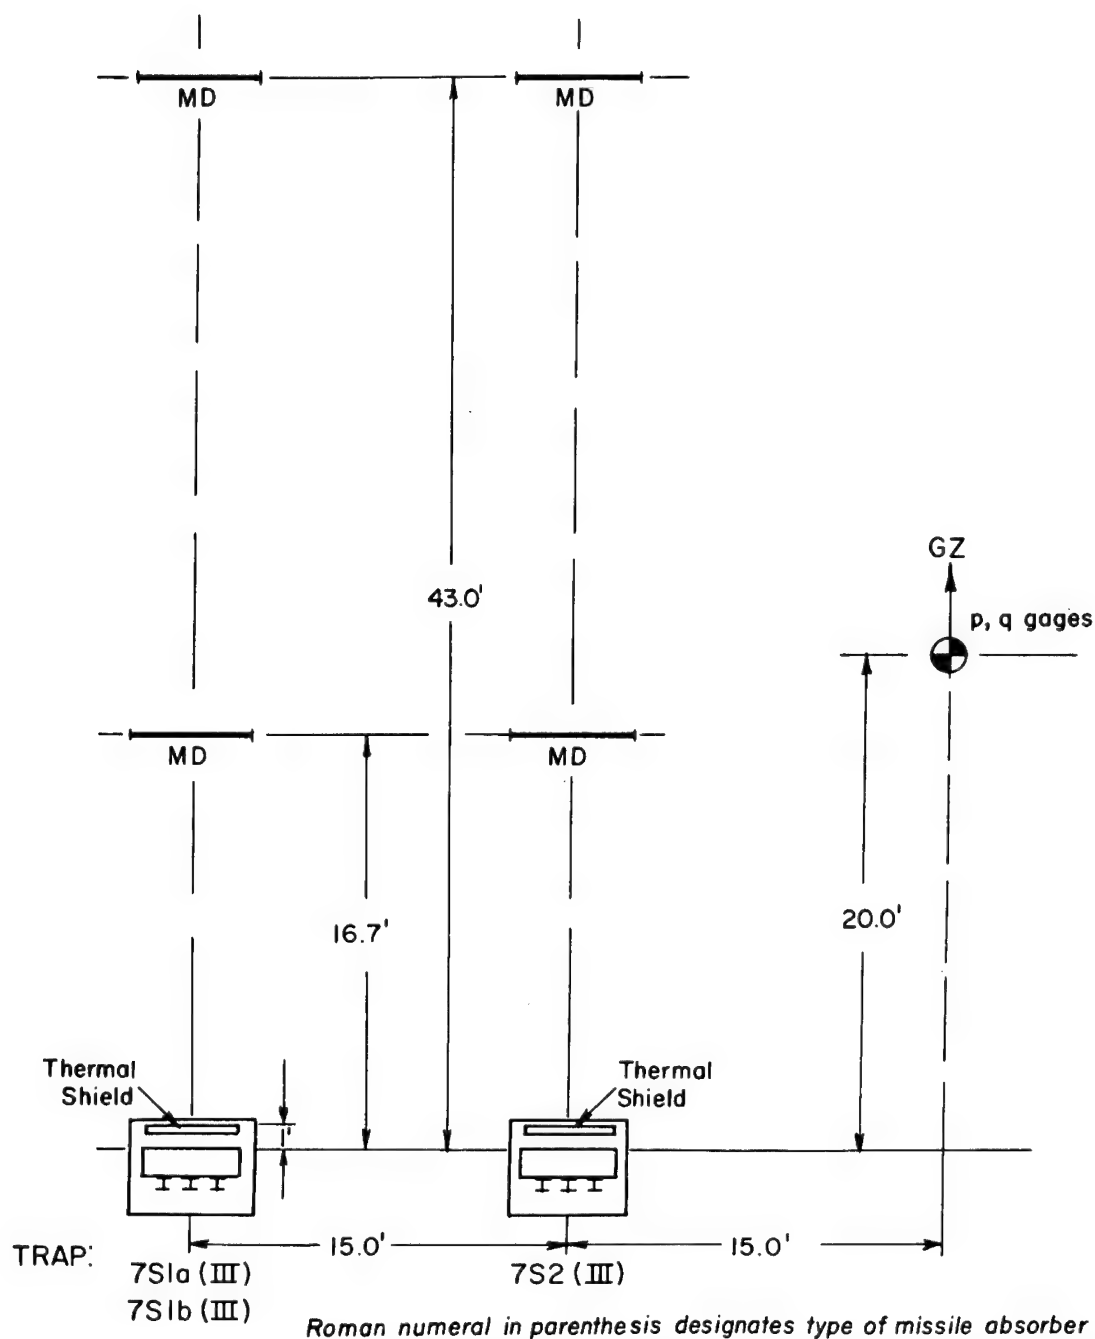 MD
MD
GZ
p, q gages
43.0'
MD
MD
20.0'
16.7'
Thermal
Shield
Thermal
Shield
1'
15.0'
15.0'
TRAP:
7S1a (III)
7S2 (III)
7S1b (III)
Roman numeral in parenthesis designates type of missile absorber